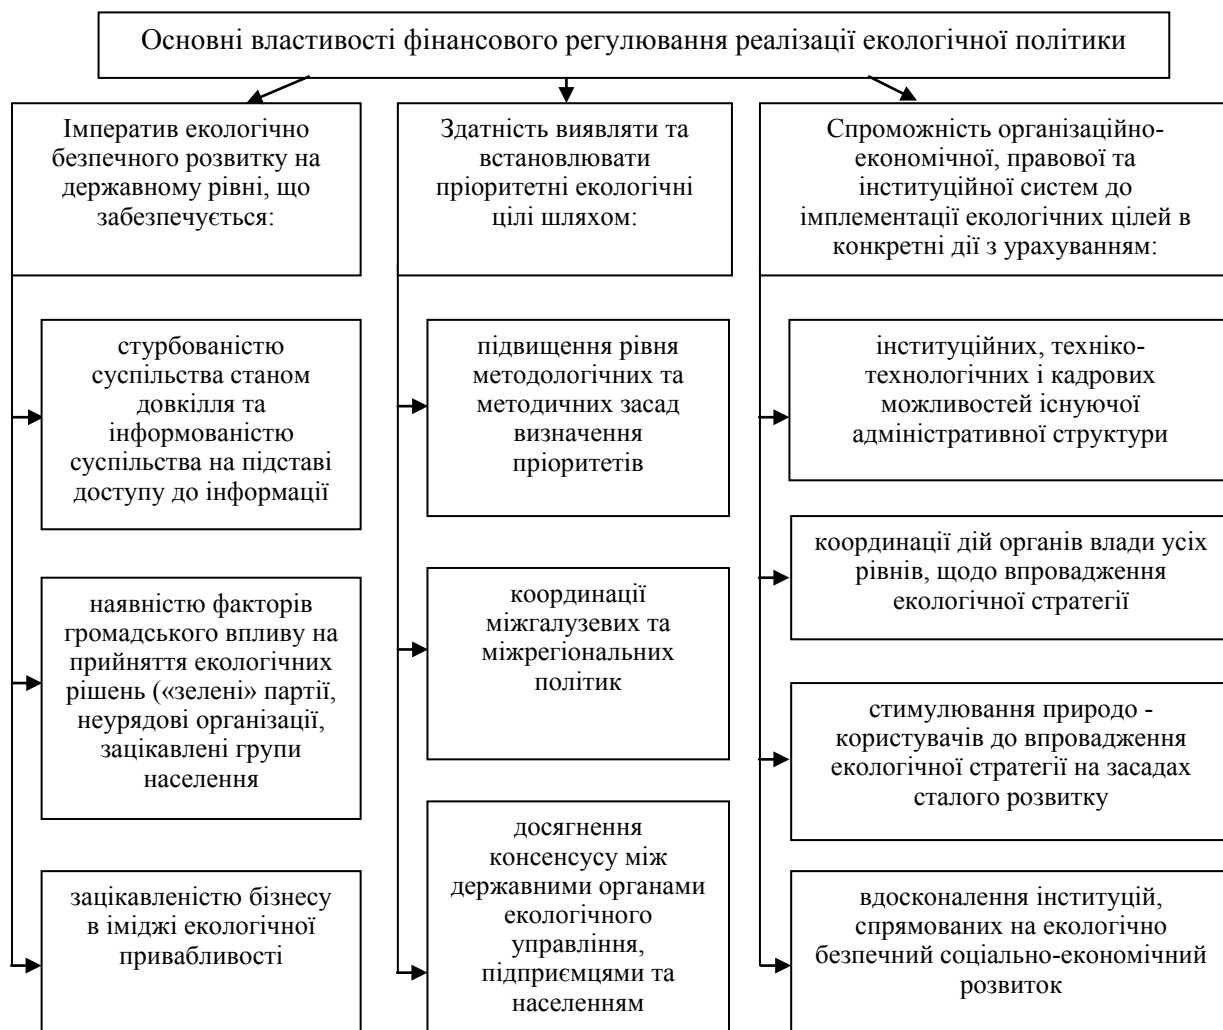 Основні властивості фінансового регулювання реалізації екологічної політики
Імператив екологічно
безпечного розвитку на
державному рівні, що
забезпечується:
стурбованістю
суспільства станом
довкілля та
інформованістю
суспільства на підставі
доступу до інформації
наявністю факторів
громадського впливу на
прийняття екологічних
рішень («зелені» партії,
неурядові організації,
зацікавлені групи
населення
зацікавленістю бізнесу
в іміджі екологічної
привабливості
Здатність виявляти та
встановлювати
пріоритетні екологічні
цілі шляхом:
підвищення рівня
методологічних та
методичних засад
визначення
пріоритетів
координації
міжгалузевих та
міжрегіональних
політик
досягнення
консенсусу між
державними органами
екологічного
управління,
підприємцями та
населенням
Спроможність організаційно-
економічної, правової та
інституційної систем до
імплементації екологічних цілей в
конкретні дії з урахуванням:
інституційних, техніко-
технологічних і кадрових
можливостей існуючої
адміністративної структури
координації дій органів влади усіх
рівнів, щодо впровадження
екологічної стратегії
стимулювання природо -
користувачів до впровадження
екологічної стратегії на засадах
сталого розвитку
вдосконалення інституцій,
спрямованих на екологічно
безпечний соціально-економічний
розвиток